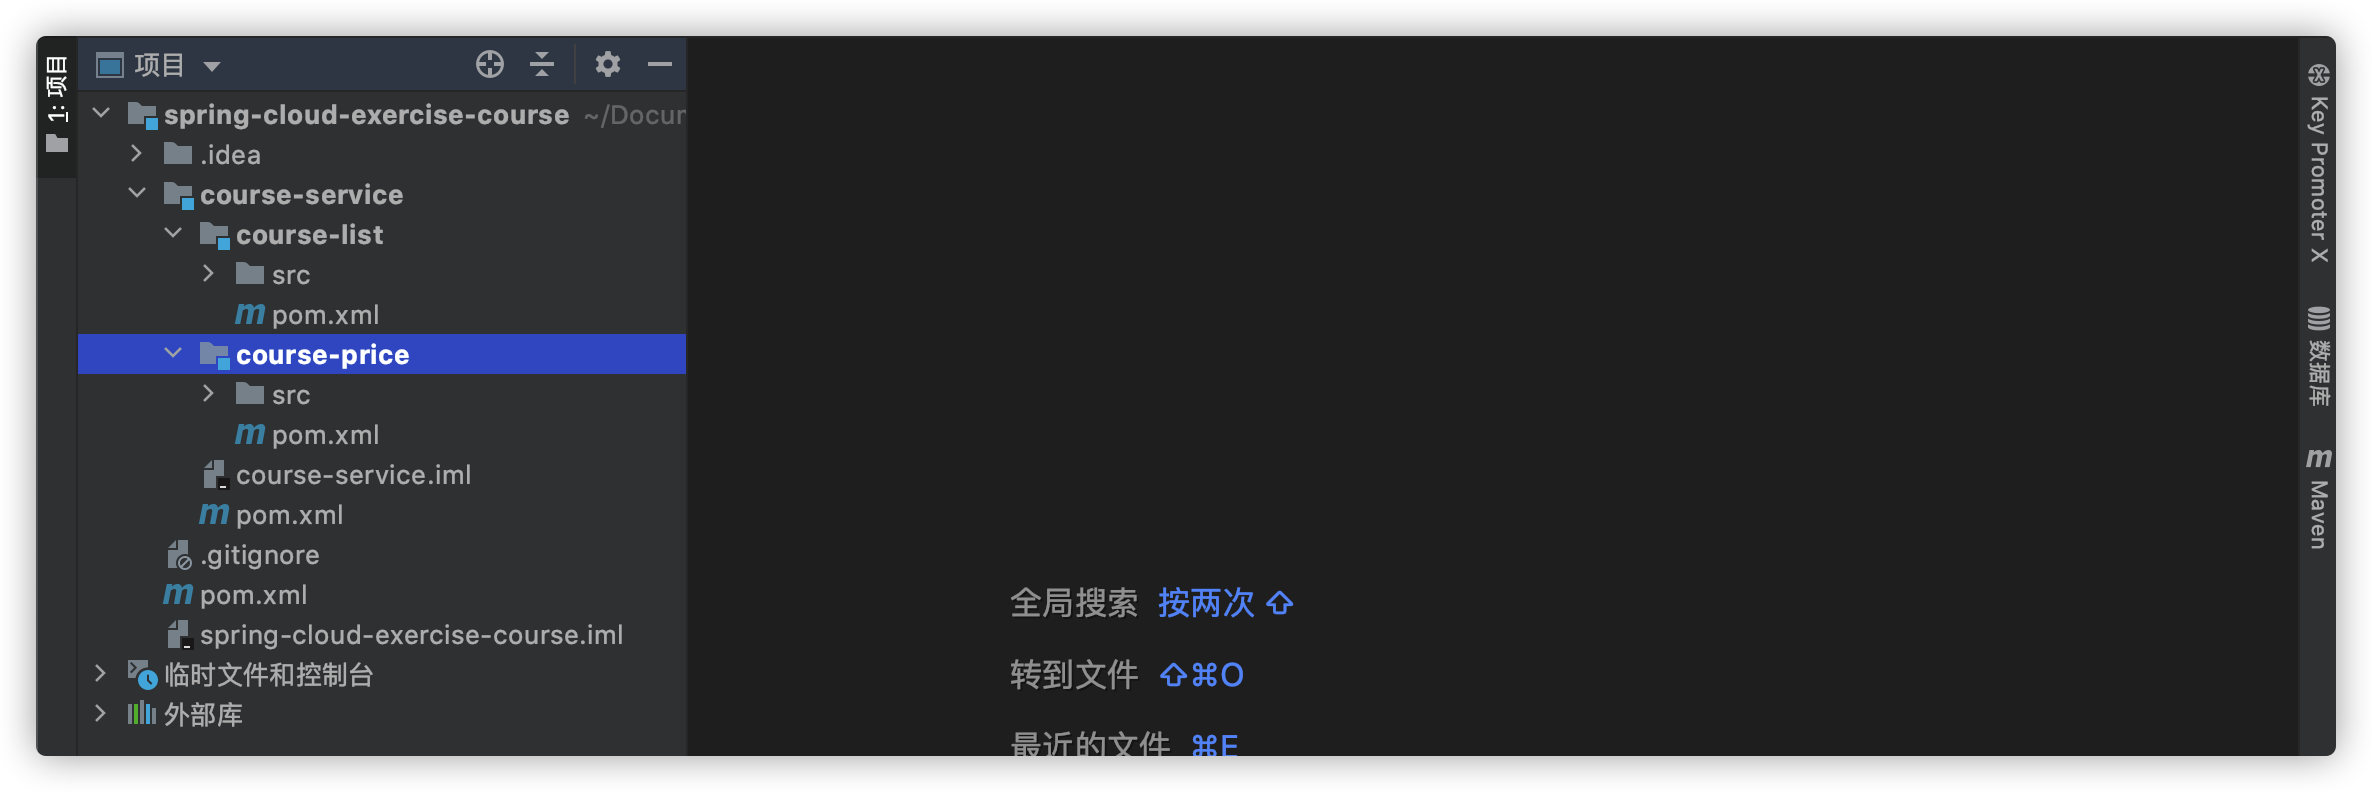 1: 项目
项目
spring-cloud-exercise-course ~/Docur
.idea
course-service
course-list
src
pom.xml
course-price
src
pom.xml
course-service.iml
pom.xml
.gitignore
pom.xml
spring-cloud-exercise-course.iml
临时文件和控制台
外部库
全局搜索 按两次 ⇧
转到文件 ⇧⌘O
最近的文件 ⌘E
Key Promoter X
数据库
Maven